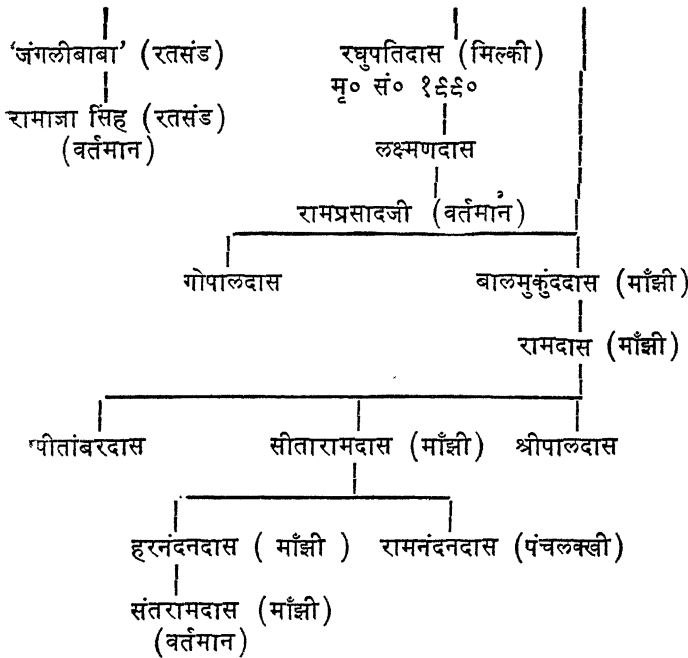 'जंगलीबाबा' (रतसंड) रघुपतिदास (मिल्की)
मृ० सं० १९९०
रामाज्ञा सिंह (रतसंड)
(वर्तमान) लक्ष्मणदास
रामप्रसादजी (वर्तमान)
गोपालदास बालमुकुंददास (माँझी)
रामदास (माँझी)
पीतांबरदास सीतारामदास (माँझी) श्रीपालदास
हरनंदनदास ( माँझी ) रामनंदनदास (पंचलक्खी)
संतरामदास (माँझी)
(वर्तमान)